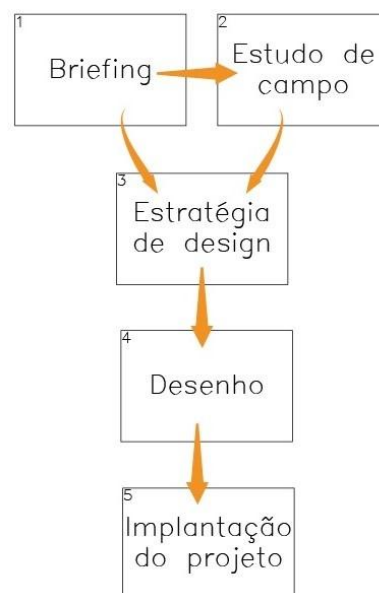 1
Briefing
2
Estudo de
campo
3
Estratégia
de design
4
Desenho
5
Implantação
do projeto